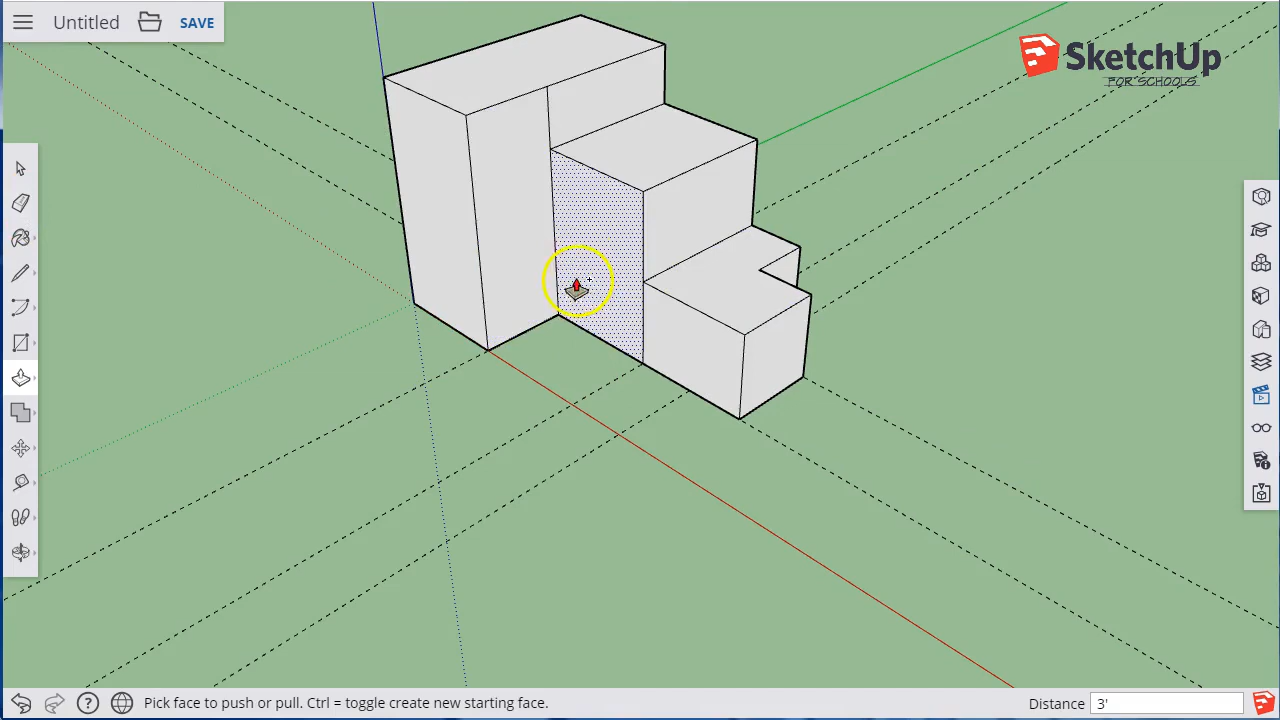 Untitled
SAVE
SketchUp
FOR SCHOOLS
Pick face to push or pull. Ctrl = toggle create new starting face.
Distance 3'